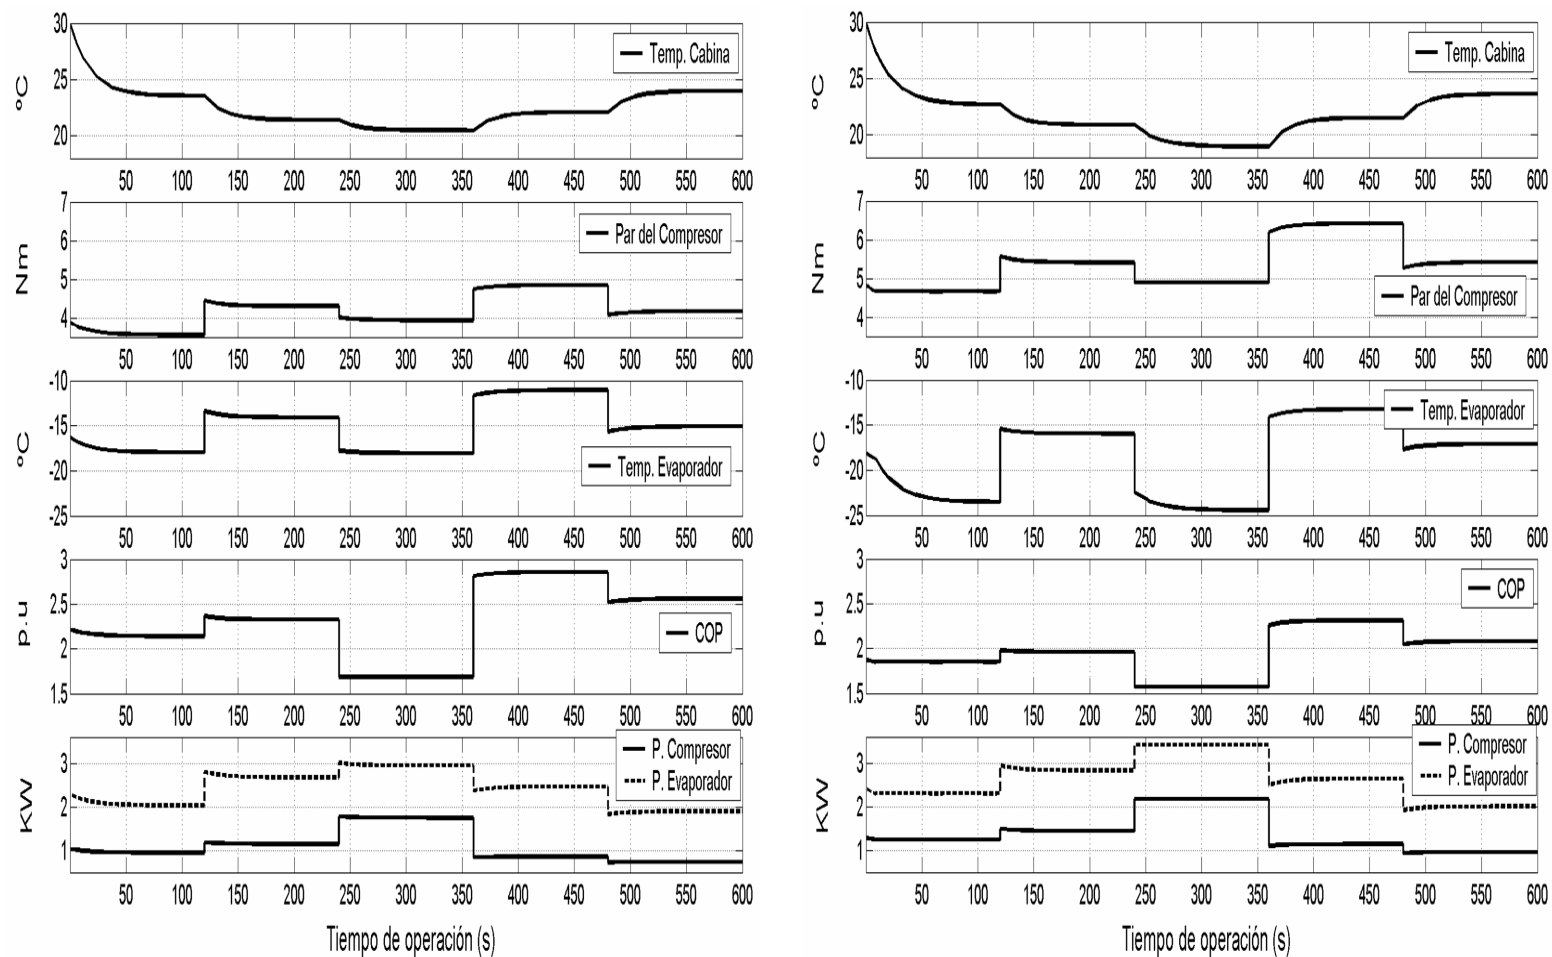 30
25
20
°C
Temp. Cabina
50 100 150 200 250 300 350 400 450 500 550 600
7
6
5
4
Nm
Par del Compresor
50 100 150 200 250 300 350 400 450 500 550 600
-10
-15
-20
-25
°C
Temp. Evaporador
50 100 150 200 250 300 350 400 450 500 550 600
3
2.5
2
1.5
p.u
COP
50 100 150 200 250 300 350 400 450 500 550 600
3
2
1
KW
P. Compresor
P. Evaporador
50 100 150 200 250 300 350 400 450 500 550 600
Tiempo de operación (s)
30
25
20
°C
Temp. Cabina
50 100 150 200 250 300 350 400 450 500 550 600
7
6
5
4
Nm
Par del Compresor
50 100 150 200 250 300 350 400 450 500 550 600
-10
-15
-20
-25
°C
Temp. Evaporador
50 100 150 200 250 300 350 400 450 500 550 600
3
2.5
2
1.5
p.u
COP
50 100 150 200 250 300 350 400 450 500 550 600
3
2
1
KW
P. Compresor
P. Evaporador
50 100 150 200 250 300 350 400 450 500 550 600
Tiempo de operación (s)